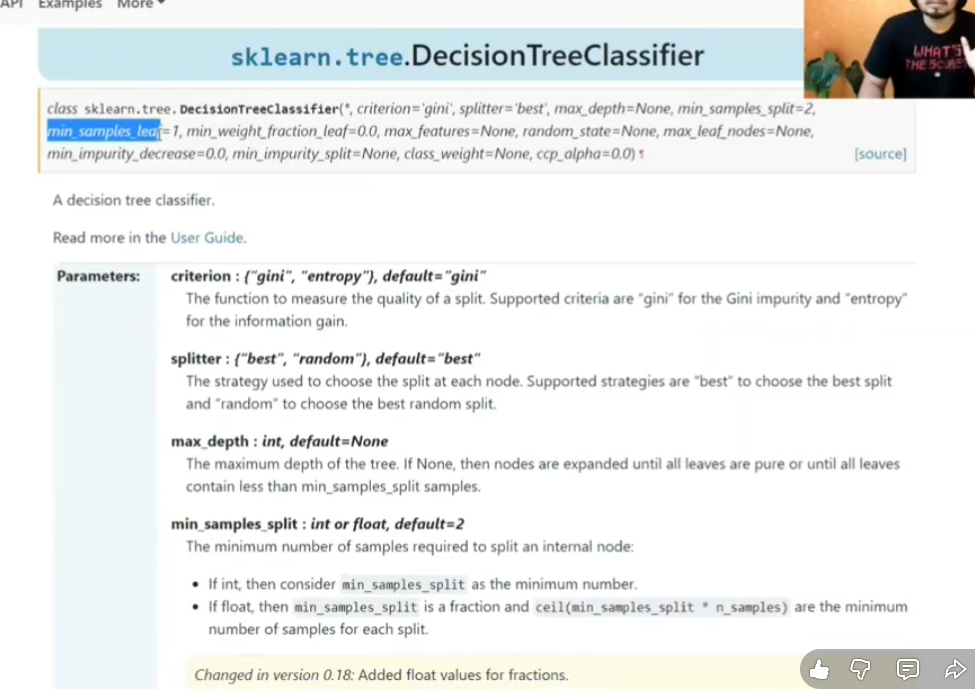 API Examples More
WHAT'S
THE SCORE?
sklearn.tree.DecisionTreeClassifier
class sklearn.tree.DecisionTreeClassifier(*, criterion='gini', splitter='best', max_depth=None, min_samples_split=2,
min_samples_leaf=1, min_weight_fraction_leaf=0.0, max_features=None, random_state=None, max_leaf_nodes=None,
min_impurity_decrease=0.0, min_impurity_split=None, class_weight=None, ccp_alpha=0.0) ¶ [source]
A decision tree classifier.
Read more in the User Guide.
Parameters: criterion : {"gini", "entropy"}, default="gini"
The function to measure the quality of a split. Supported criteria are "gini" for the Gini impurity and "entropy"
for the information gain.
splitter : {"best", "random"}, default="best"
The strategy used to choose the split at each node. Supported strategies are "best" to choose the best split
and "random" to choose the best random split.
max_depth : int, default=None
The maximum depth of the tree. If None, then nodes are expanded until all leaves are pure or until all leaves
contain less than min_samples_split samples.
min_samples_split : int or float, default=2
The minimum number of samples required to split an internal node:
• If int, then consider min_samples_split as the minimum number.
• If float, then min_samples_split is a fraction and ceil(min_samples_split * n_samples) are the minimum
number of samples for each split.
Changed in version 0.18: Added float values for fractions.